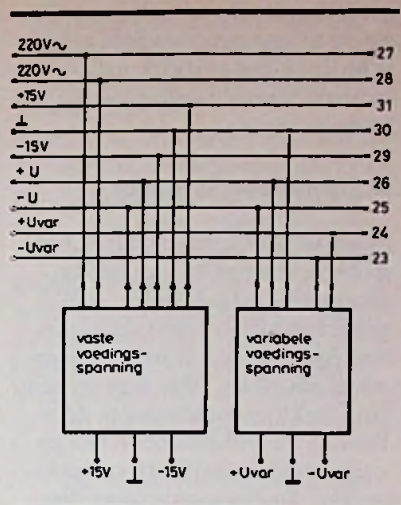 220V~ 27
220V~ 28
+15V 31
⊥ 30
-15V 29
+U 26
-U 25
+Uvar 24
-Uvar 23
vaste
voedings-
spanning
variabele
voedings-
spanning
+15V ⊥ -15V
+Uvar ⊥ -Uvar